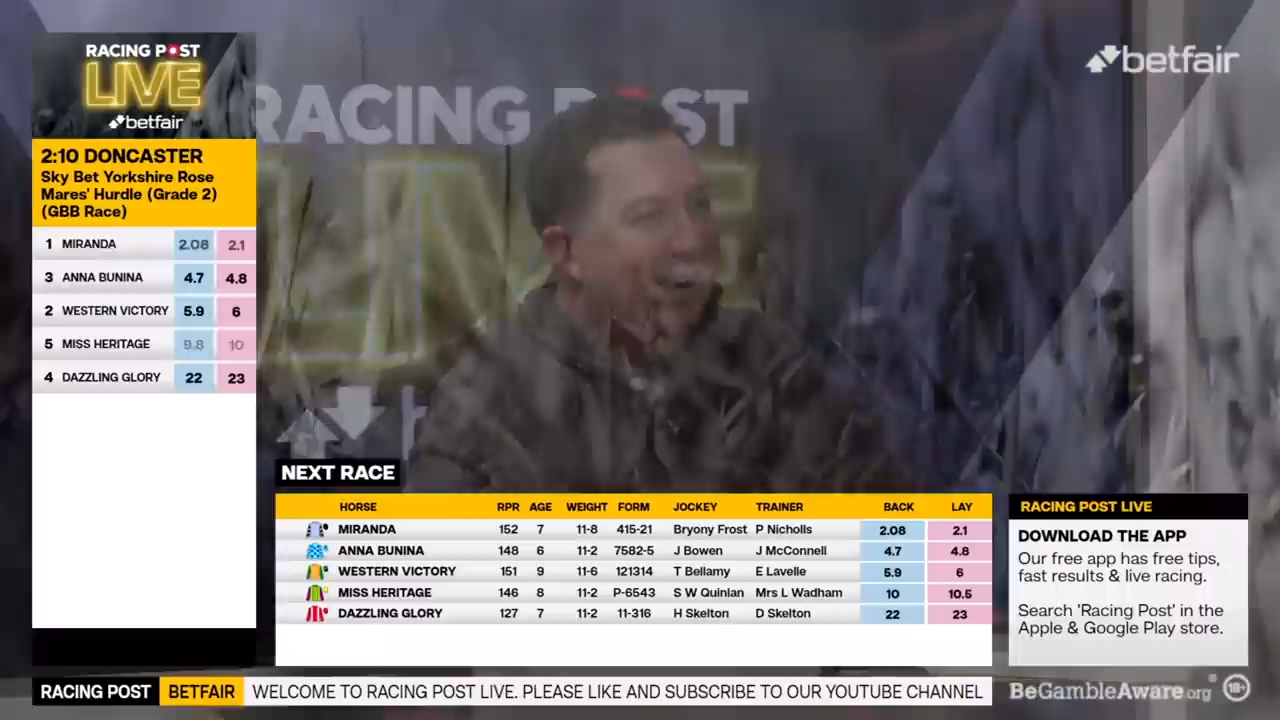 RACING POST
LIVE
betfair
betfair
RACING POST
LIVE
2:10 DONCASTER
Sky Bet Yorkshire Rose
Mares' Hurdle (Grade 2)
(GBB Race)
1 MIRANDA 2.08 2.1
3 ANNA BUNINA 4.7 4.8
2 WESTERN VICTORY 5.9 6
5 MISS HERITAGE 9.8 10
4 DAZZLING GLORY 22 23
NEXT RACE
HORSE RPR AGE WEIGHT FORM JOCKEY TRAINER BACK LAY
MIRANDA 152 7 11-8 415-21 Bryony Frost P Nicholls 2.08 2.1
ANNA BUNINA 148 6 11-2 7582-5 J Bowen J McConnell 4.7 4.8
WESTERN VICTORY 151 9 11-6 121314 T Bellamy E Lavelle 5.9 6
MISS HERITAGE 146 8 11-2 P-6543 S W Quinlan Mrs L Wadham 10 10.5
DAZZLING GLORY 127 7 11-2 11-316 H Skelton D Skelton 22 23
RACING POST LIVE
DOWNLOAD THE APP
Our free app has free tips,
fast results & live racing.
Search 'Racing Post' in the
Apple & Google Play store.
RACING POST BETFAIR WELCOME TO RACING POST LIVE. PLEASE LIKE AND SUBSCRIBE TO OUR YOUTUBE CHANNEL
BeGambleAware.org 18+